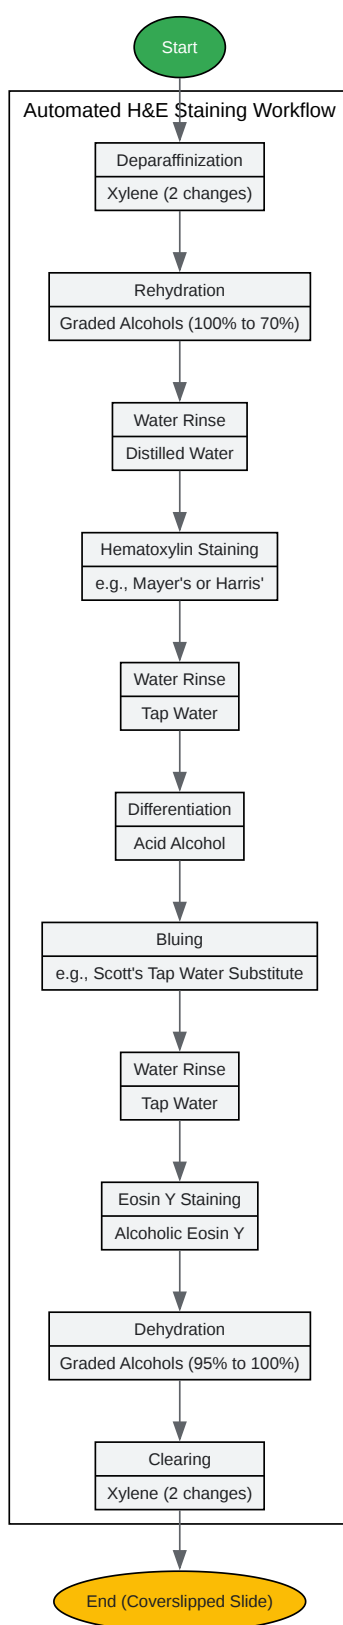 Start
Automated H&E Staining Workflow
Deparaffinization
Xylene (2 changes)
Rehydration
Graded Alcohols (100% to 70%)
Water Rinse
Distilled Water
Hematoxylin Staining
e.g., Mayer's or Harris'
Water Rinse
Tap Water
Differentiation
Acid Alcohol
Bluing
e.g., Scott's Tap Water Substitute
Water Rinse
Tap Water
Eosin Y Staining
Alcoholic Eosin Y
Dehydration
Graded Alcohols (95% to 100%)
Clearing
Xylene (2 changes)
End (Coverslipped Slide)